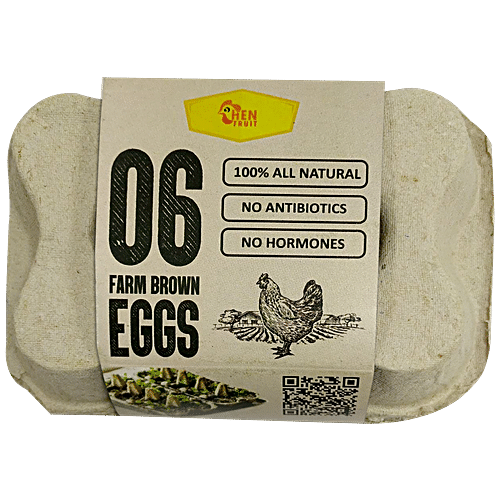 HEN
FRUIT
06
FARM BROWN
EGGS
100% ALL NATURAL
NO ANTIBIOTICS
NO HORMONES